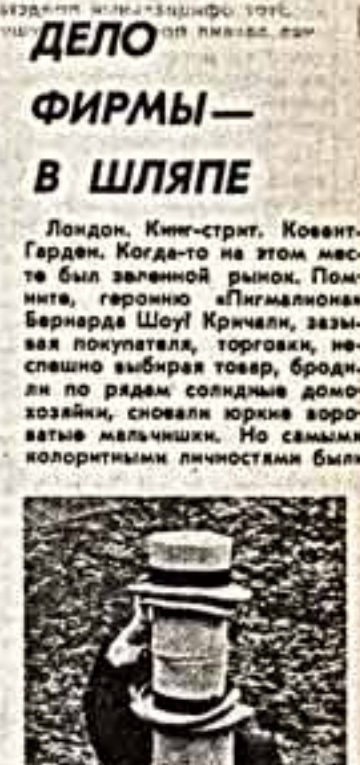 ДЕЛО
ФИРМЫ—
В ШЛЯПЕ
Лондон. Кинг-стрит. Ковент-
Гарден. Когда-то на этом мес-
те был зеленной рынок. Пом-
ните, героиню «Пигмалиона»
Бернарда Шоу? Кричали, зазы-
вая покупателя, торговки, не-
спешно выбирая товар, броди-
ли по рядам солидные домо-
хозяйки, сновали юркие воро-
ватые мальчишки. Но самыми
колоритными личностями были